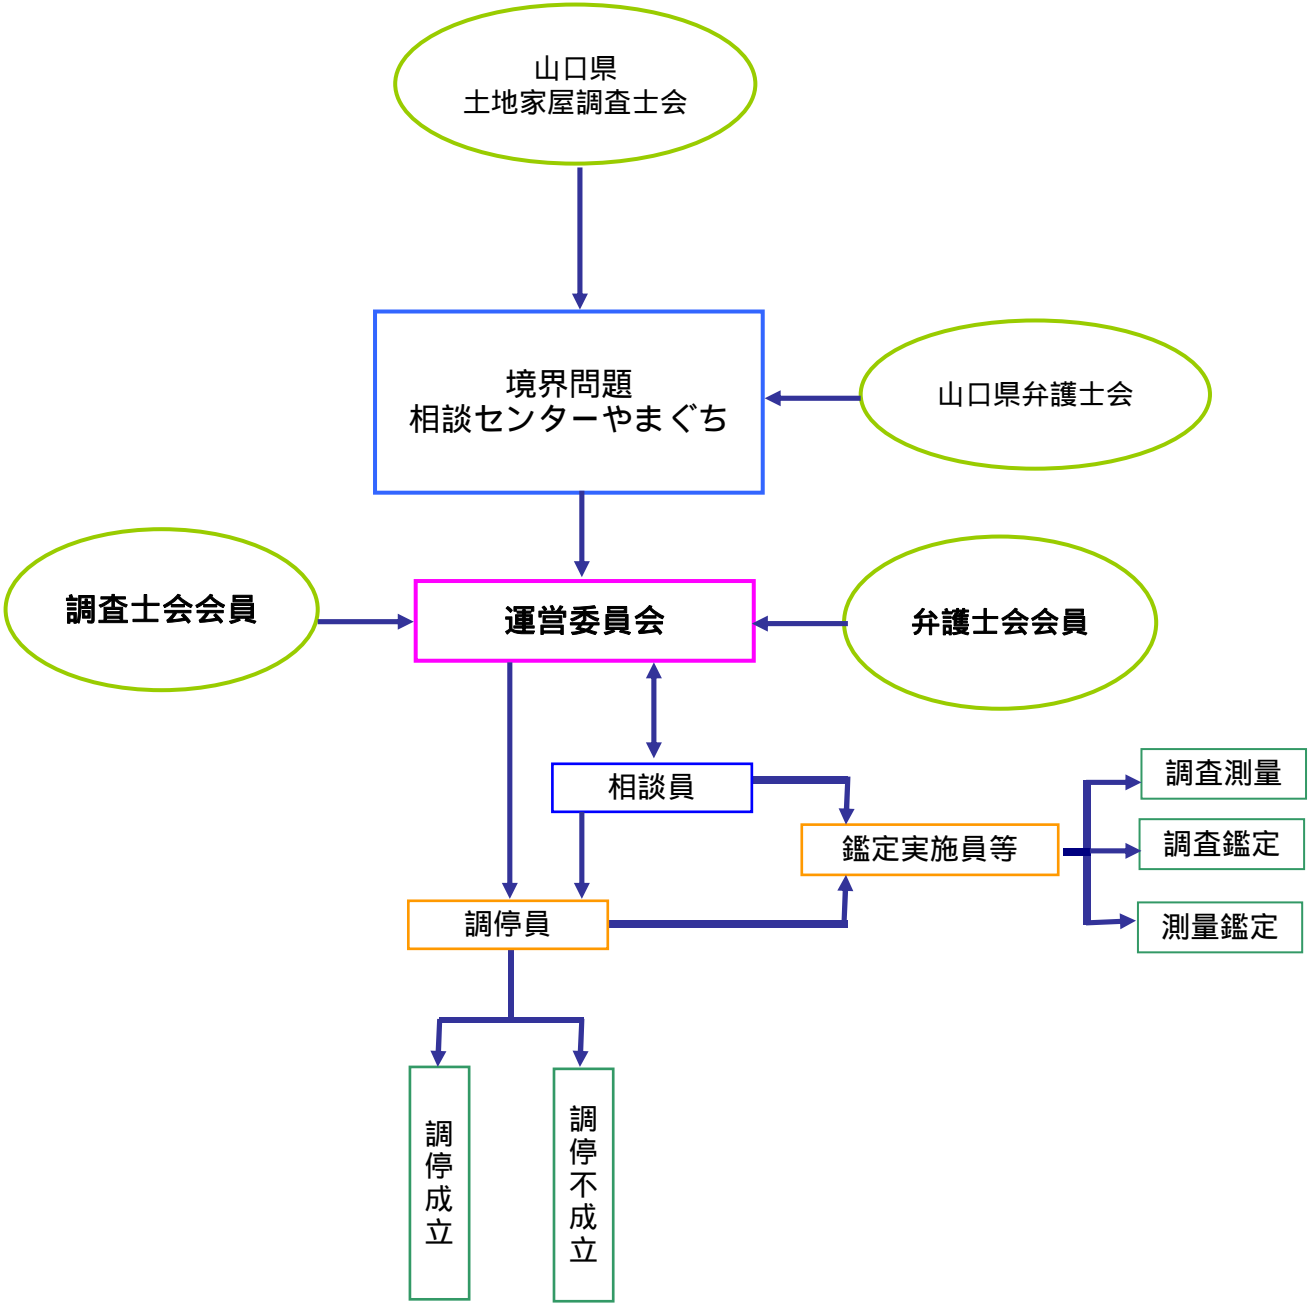 山口県
土地家屋調査士会
境界問題
相談センターやまぐち
山口県弁護士会
調査士会会員
運営委員会
弁護士会会員
相談員
調査測量
鑑定実施員等
調査鑑定
調停員
測量鑑定
調停成立
調停不成立